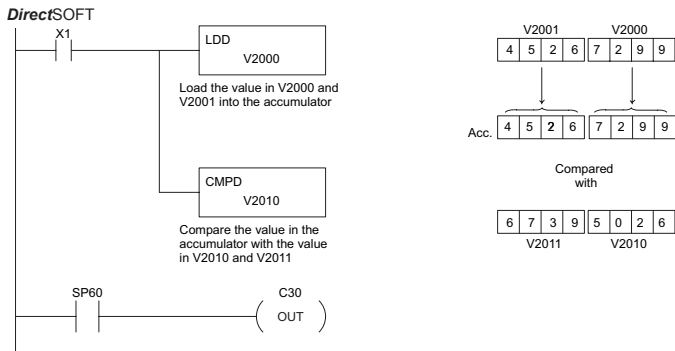 DirectSOFT
X1
LDD
V2000
Load the value in V2000 and
V2001 into the accumulator
CMPD
V2010
Compare the value in the
accumulator with the value
in V2010 and V2011
SP60
C30
OUT
V2001 V2000
4 5 2 6 7 2 9 9
Acc. 4 5 2 6 7 2 9 9
Compared
with
6 7 3 9 5 0 2 6
V2011 V2010